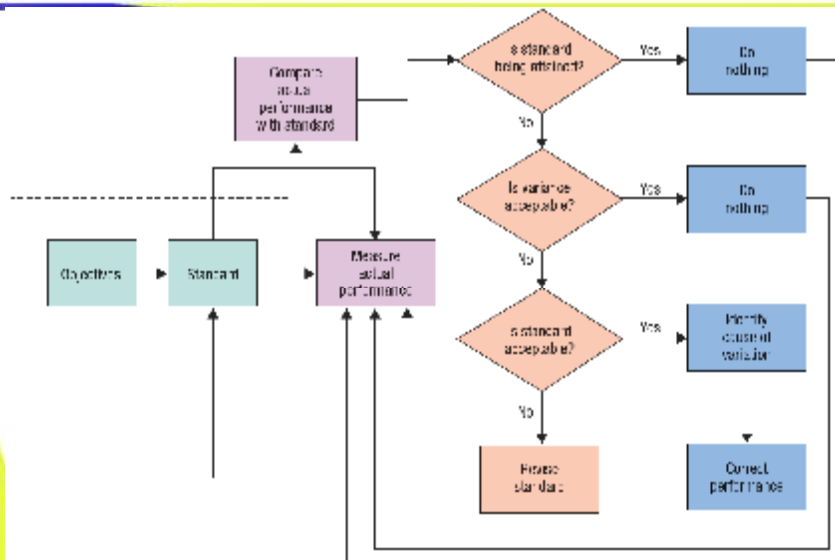 Compare
actual
performance
with standard
Is standard
being attained?
Yes
Do
nothing
No
Is variance
acceptable?
Yes
Do
nothing
No
Objectives
Standard
Measure
actual
performance
Is standard
acceptable?
Yes
Identify
cause of
variation
No
Revise
standard
Correct
performance